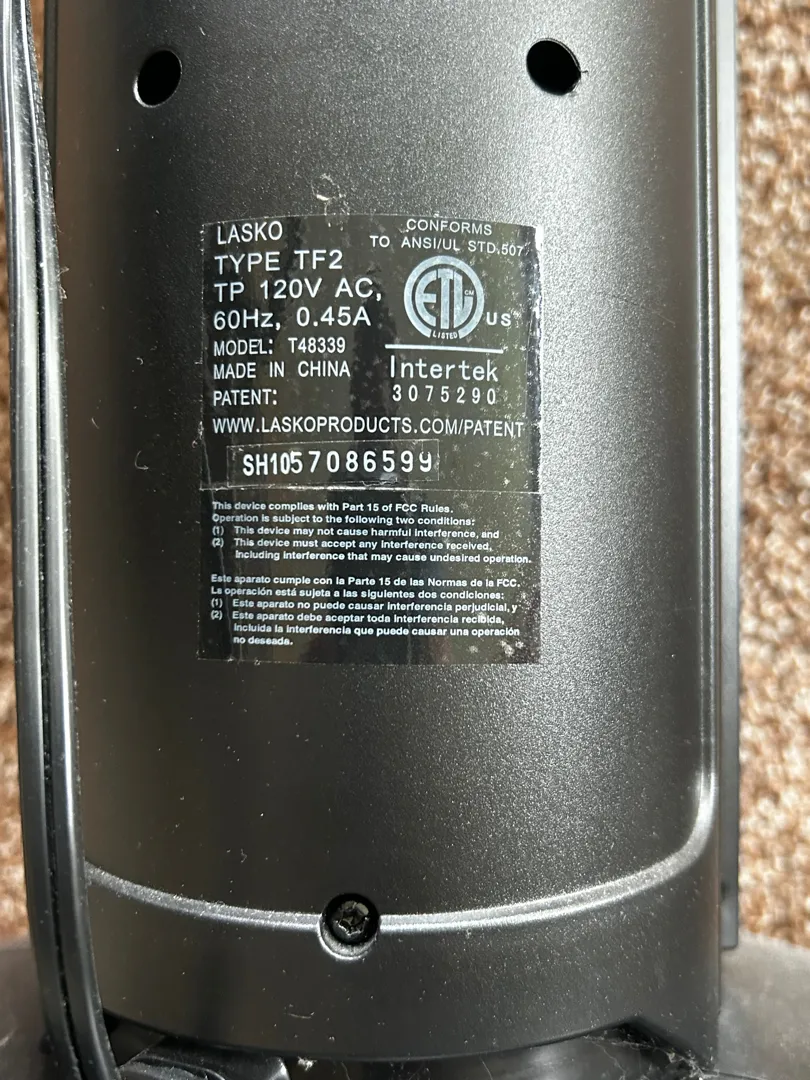 LASKO
TYPE TF2
TP 120V AC,
60Hz, 0.45A
MODEL: T48339
MADE IN CHINA
PATENT:
WWW.LASKOPRODUCTS.COM/PATENT
CONFORMS
TO ANSI/UL STD.507
ETL CM
LISTED
US
Intertek
3075290
SH1057086599
This device complies with Part 15 of FCC Rules.
Operation is subject to the following two conditions:
(1) This device may not cause harmful interference, and
(2) This device must accept any interference received,
including interference that may cause undesired operation.
Este aparato cumple con la Parte 15 de las Normas de la FCC.
La operación está sujeta a las siguientes dos condiciones:
(1) Este aparato no puede causar interferencia perjudicial, y
(2) Este aparato debe aceptar toda interferencia recibida,
incluida la interferencia que puede causar una operación
no deseada.